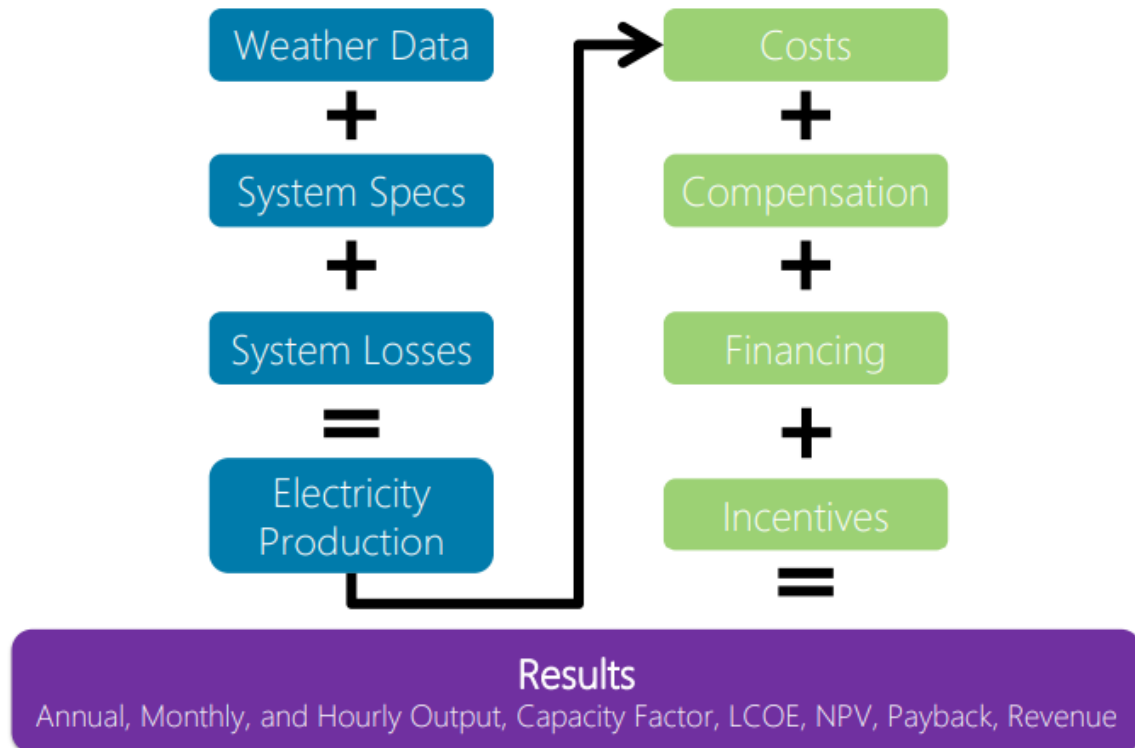 Weather Data
+
System Specs
+
System Losses
=
Electricity
Production
Costs
+
Compensation
+
Financing
+
Incentives
=
Results
Annual, Monthly, and Hourly Output, Capacity Factor, LCOE, NPV, Payback, Revenue